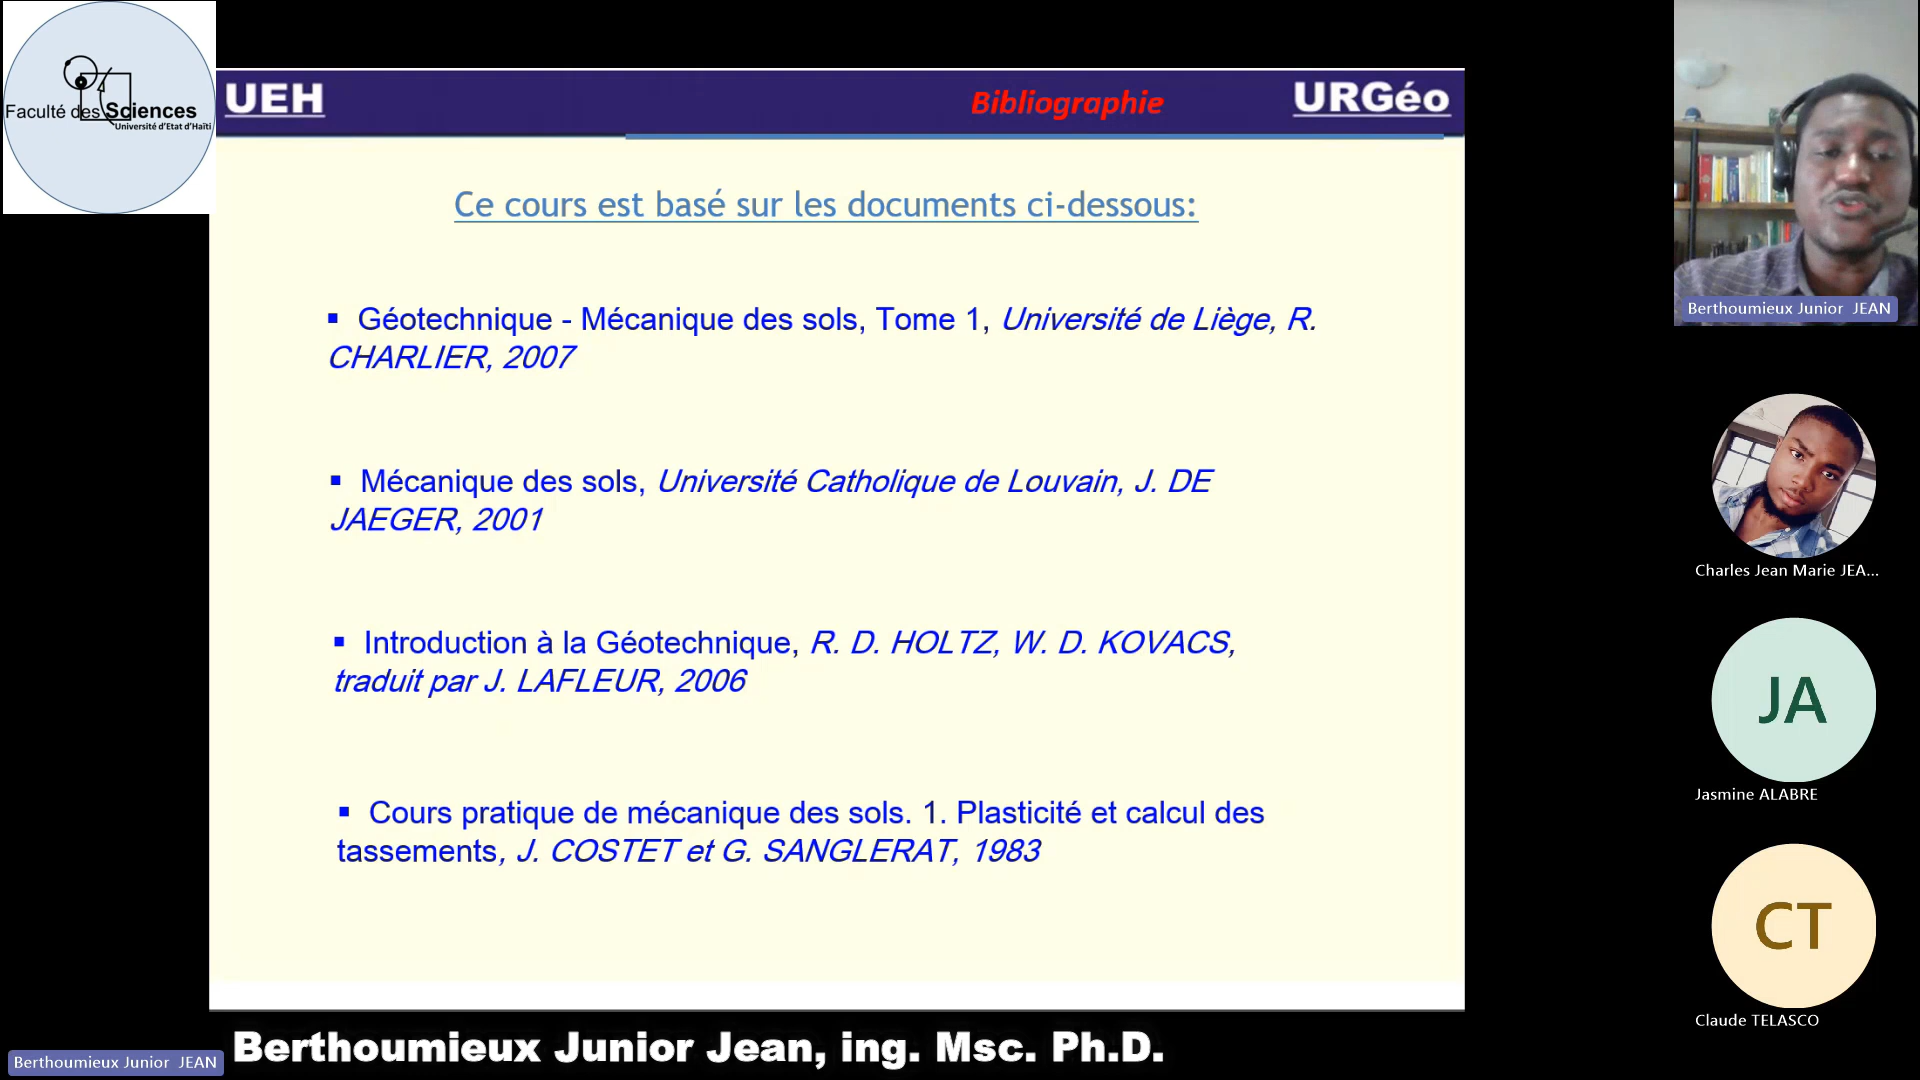 Faculté des Sciences
Université d'Etat d'Haïti
UEH
Bibliographie
URGéo
Ce cours est basé sur les documents ci-dessous:
▪ Géotechnique - Mécanique des sols, Tome 1, Université de Liège, R.
CHARLIER, 2007
▪ Mécanique des sols, Université Catholique de Louvain, J. DE
JAEGER, 2001
▪ Introduction à la Géotechnique, R. D. HOLTZ, W. D. KOVACS,
traduit par J. LAFLEUR, 2006
▪ Cours pratique de mécanique des sols. 1. Plasticité et calcul des
tassements, J. COSTET et G. SANGLERAT, 1983
Berthoumieux Junior JEAN
Berthoumieux Junior Jean, ing. Msc. Ph.D.
Berthoumieux Junior JEAN
Charles Jean Marie JEA...
JA
Jasmine ALABRE
CT
Claude TELASCO